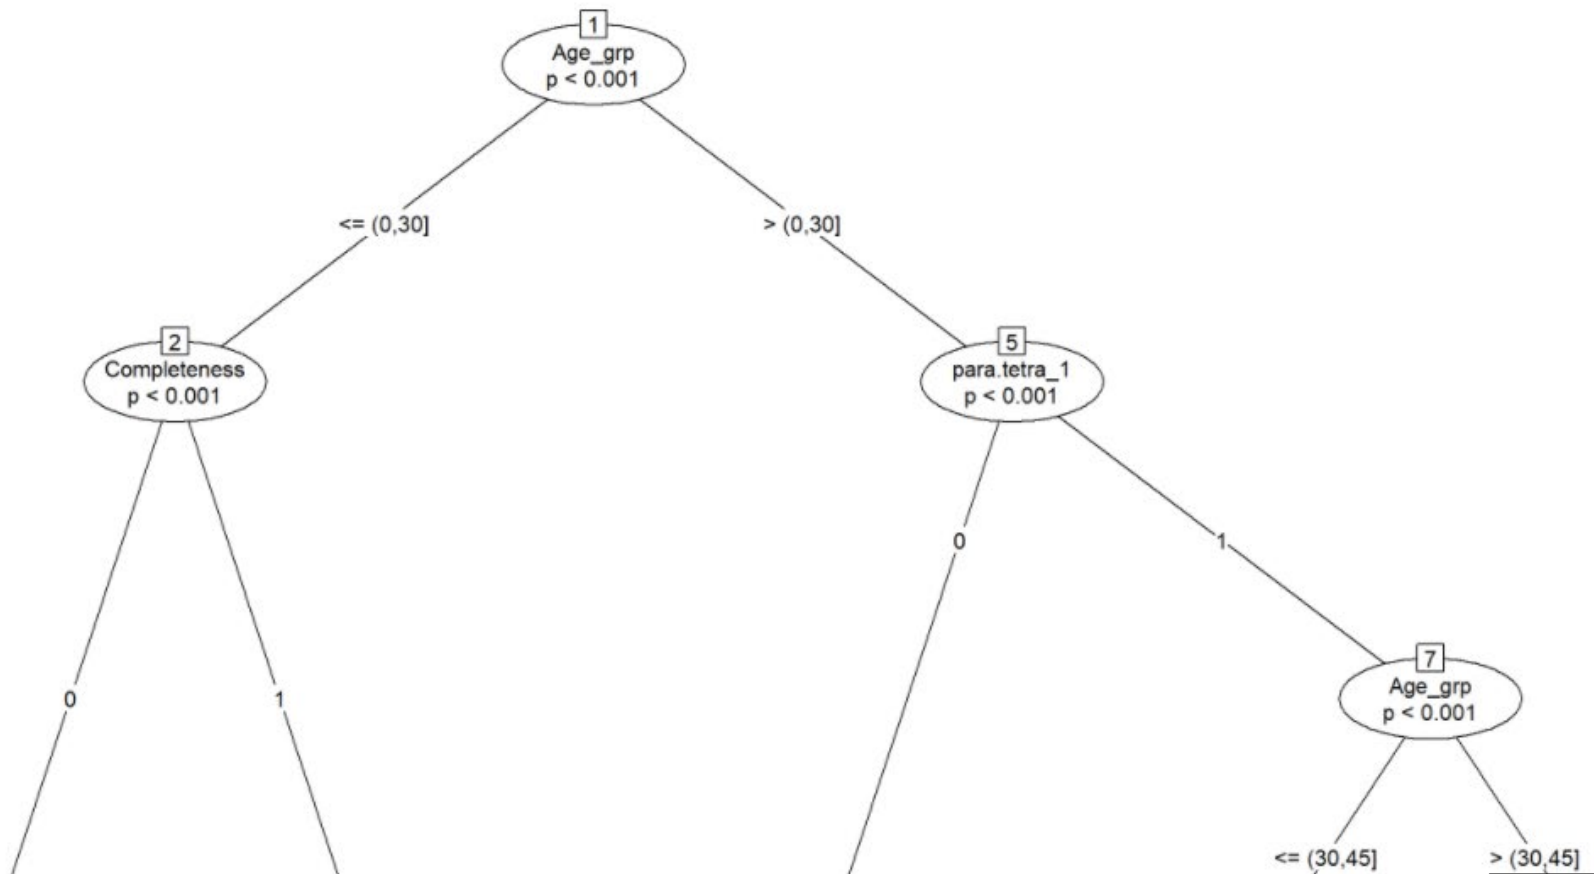 1
Age_grp
p < 0.001
<= (0,30]
> (0,30]
2
Completeness
p < 0.001
5
para.tetra_1
p < 0.001
0
1
7
Age_grp
p < 0.001
0
1
<= (30,45]
> (30,45]